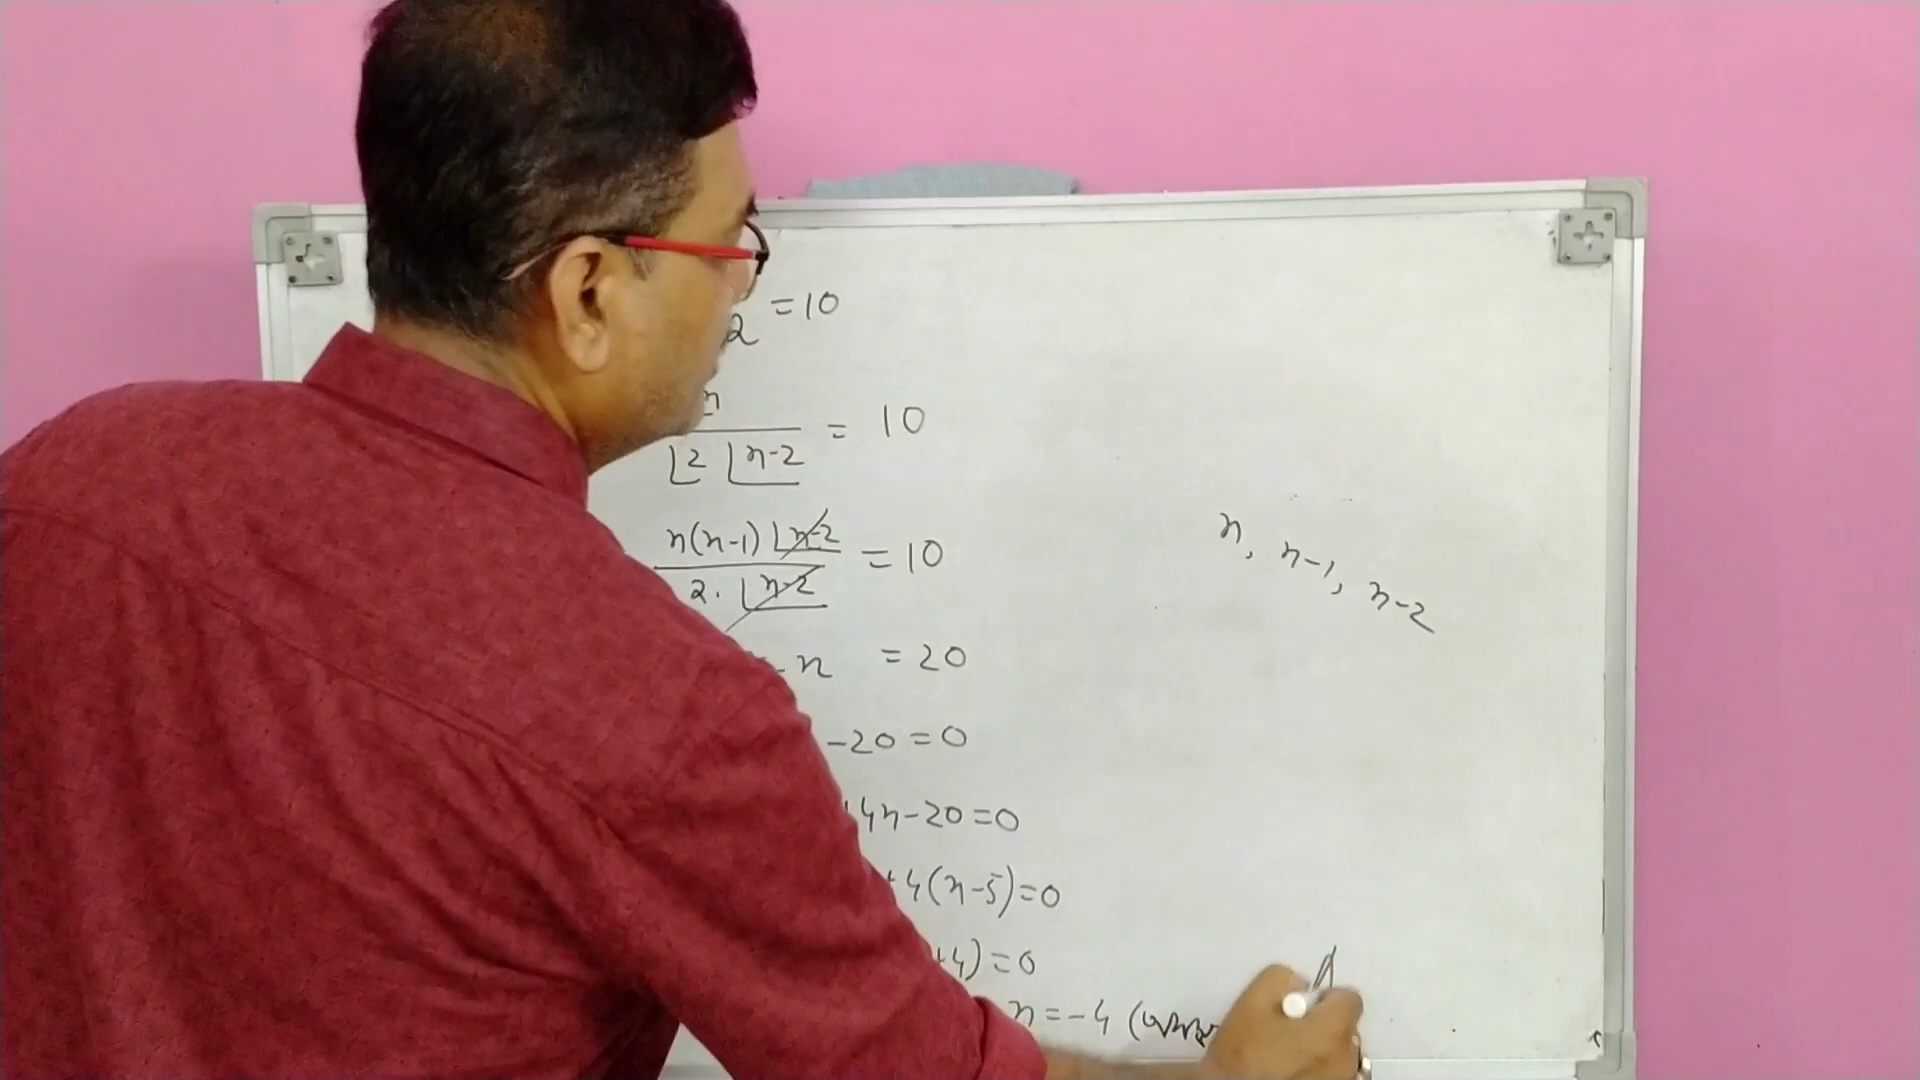 2 = 10
n
⌊2 ⌊n-2 = 10
n(n-1) ⌊n-2
2. ⌊n-2 = 10
- n = 20
-20=0
+4n-20=0
+4(n-5)=0
+4)=0
n=-4 (
n, n-1, n-2